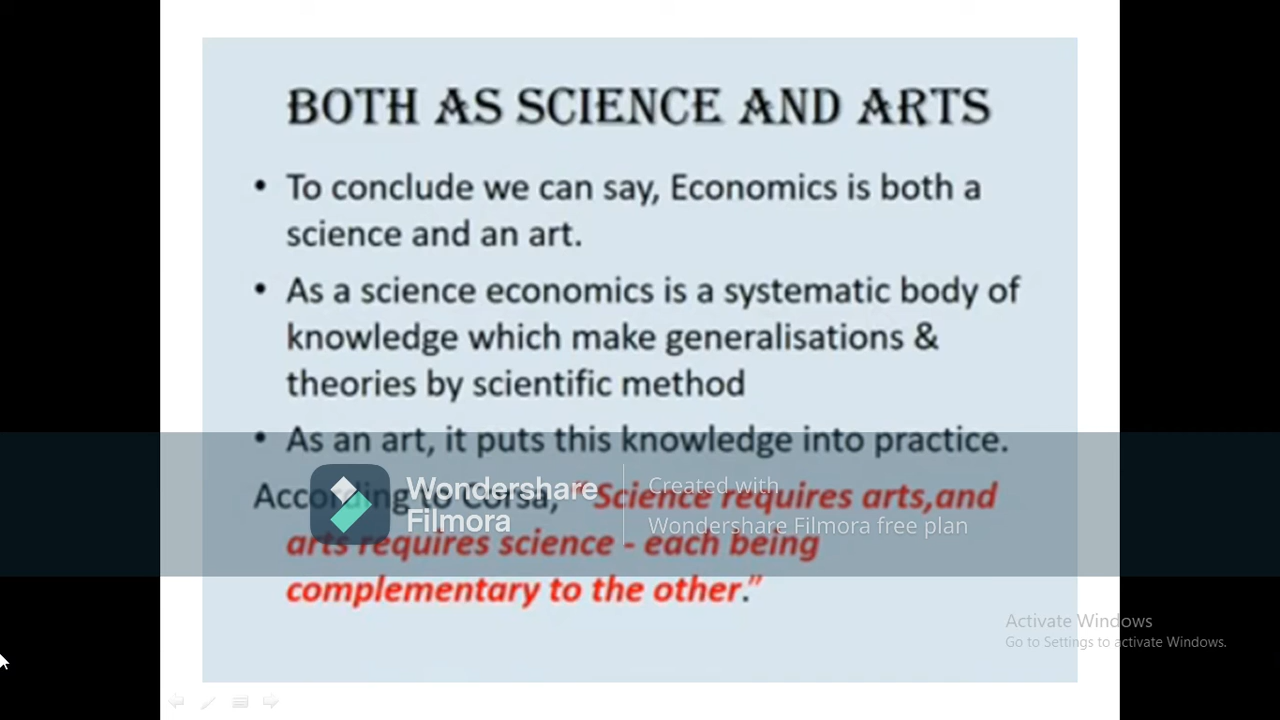 BOTH AS SCIENCE AND ARTS
• To conclude we can say, Economics is both a
science and an art.
• As a science economics is a systematic body of
knowledge which make generalisations &
theories by scientific method
• As an art, it puts this knowledge into practice.
According to Corsa, “Science requires arts,and
arts requires science - each being
complementary to the other.”
Wondershare
Filmora
Created with
Wondershare Filmora free plan
Activate Windows
Go to Settings to activate Windows.